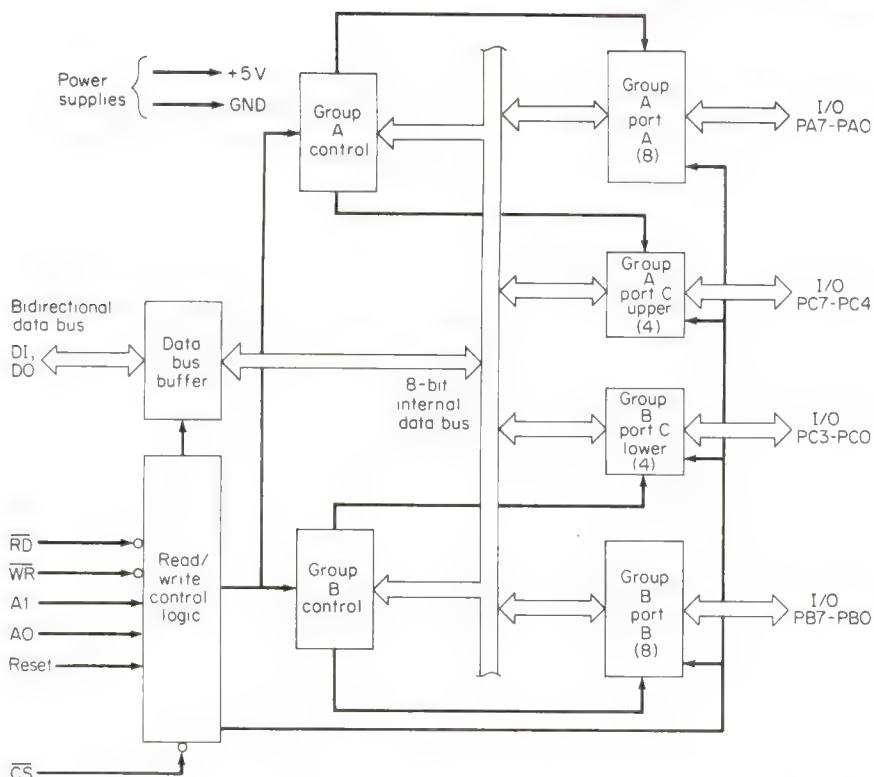 Power
supplies
+5V
GND
Group
A
control
Group
A
port
A
(8)
I/O
PA7-PA0
Group
A
port C
upper
(4)
I/O
PC7-PC4
Bidirectional
data bus
DI,
DO
Data
bus
buffer
8-bit
internal
data bus
Group
B
port C
lower
(4)
I/O
PC3-PC0
RD
WR
A1
A0
Reset
CS
Read/
write
control
logic
Group
B
control
Group
B
port
B
(8)
I/O
PB7-PB0